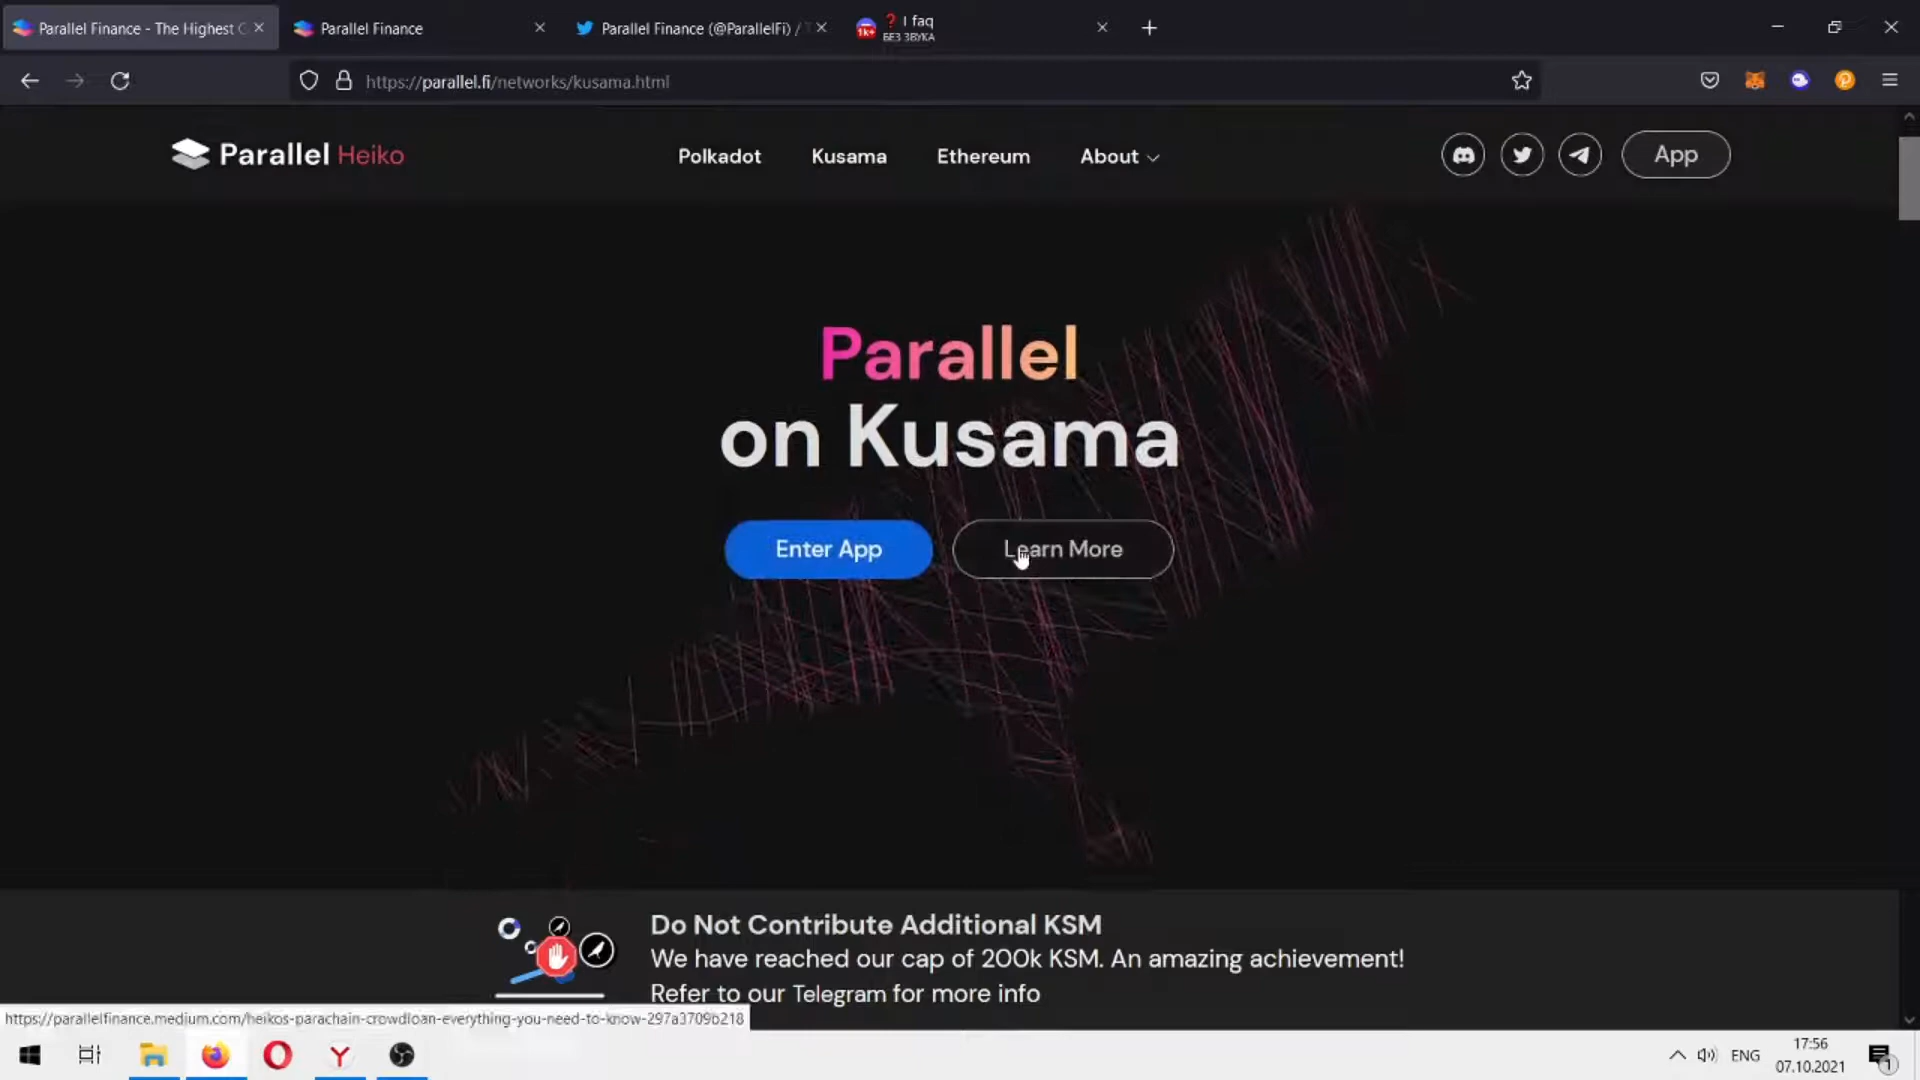 Parallel Finance - The Highest C
Parallel Finance
Parallel Finance (@ParallelFi) / T
1k+
❓ I faq
БЕЗ ЗВУКА
https://parallel.fi/networks/kusama.html
Parallel Heiko
Polkadot
Kusama
Ethereum
About
App
Parallel
on Kusama
Enter App
Learn More
Do Not Contribute Additional KSM
We have reached our cap of 200k KSM. An amazing achievement!
Refer to our Telegram for more info
https://parallelfinance.medium.com/heikos-parachain-crowdloan-everything-you-need-to-know-297a3709b218
ENG
17:56
07.10.2021
1